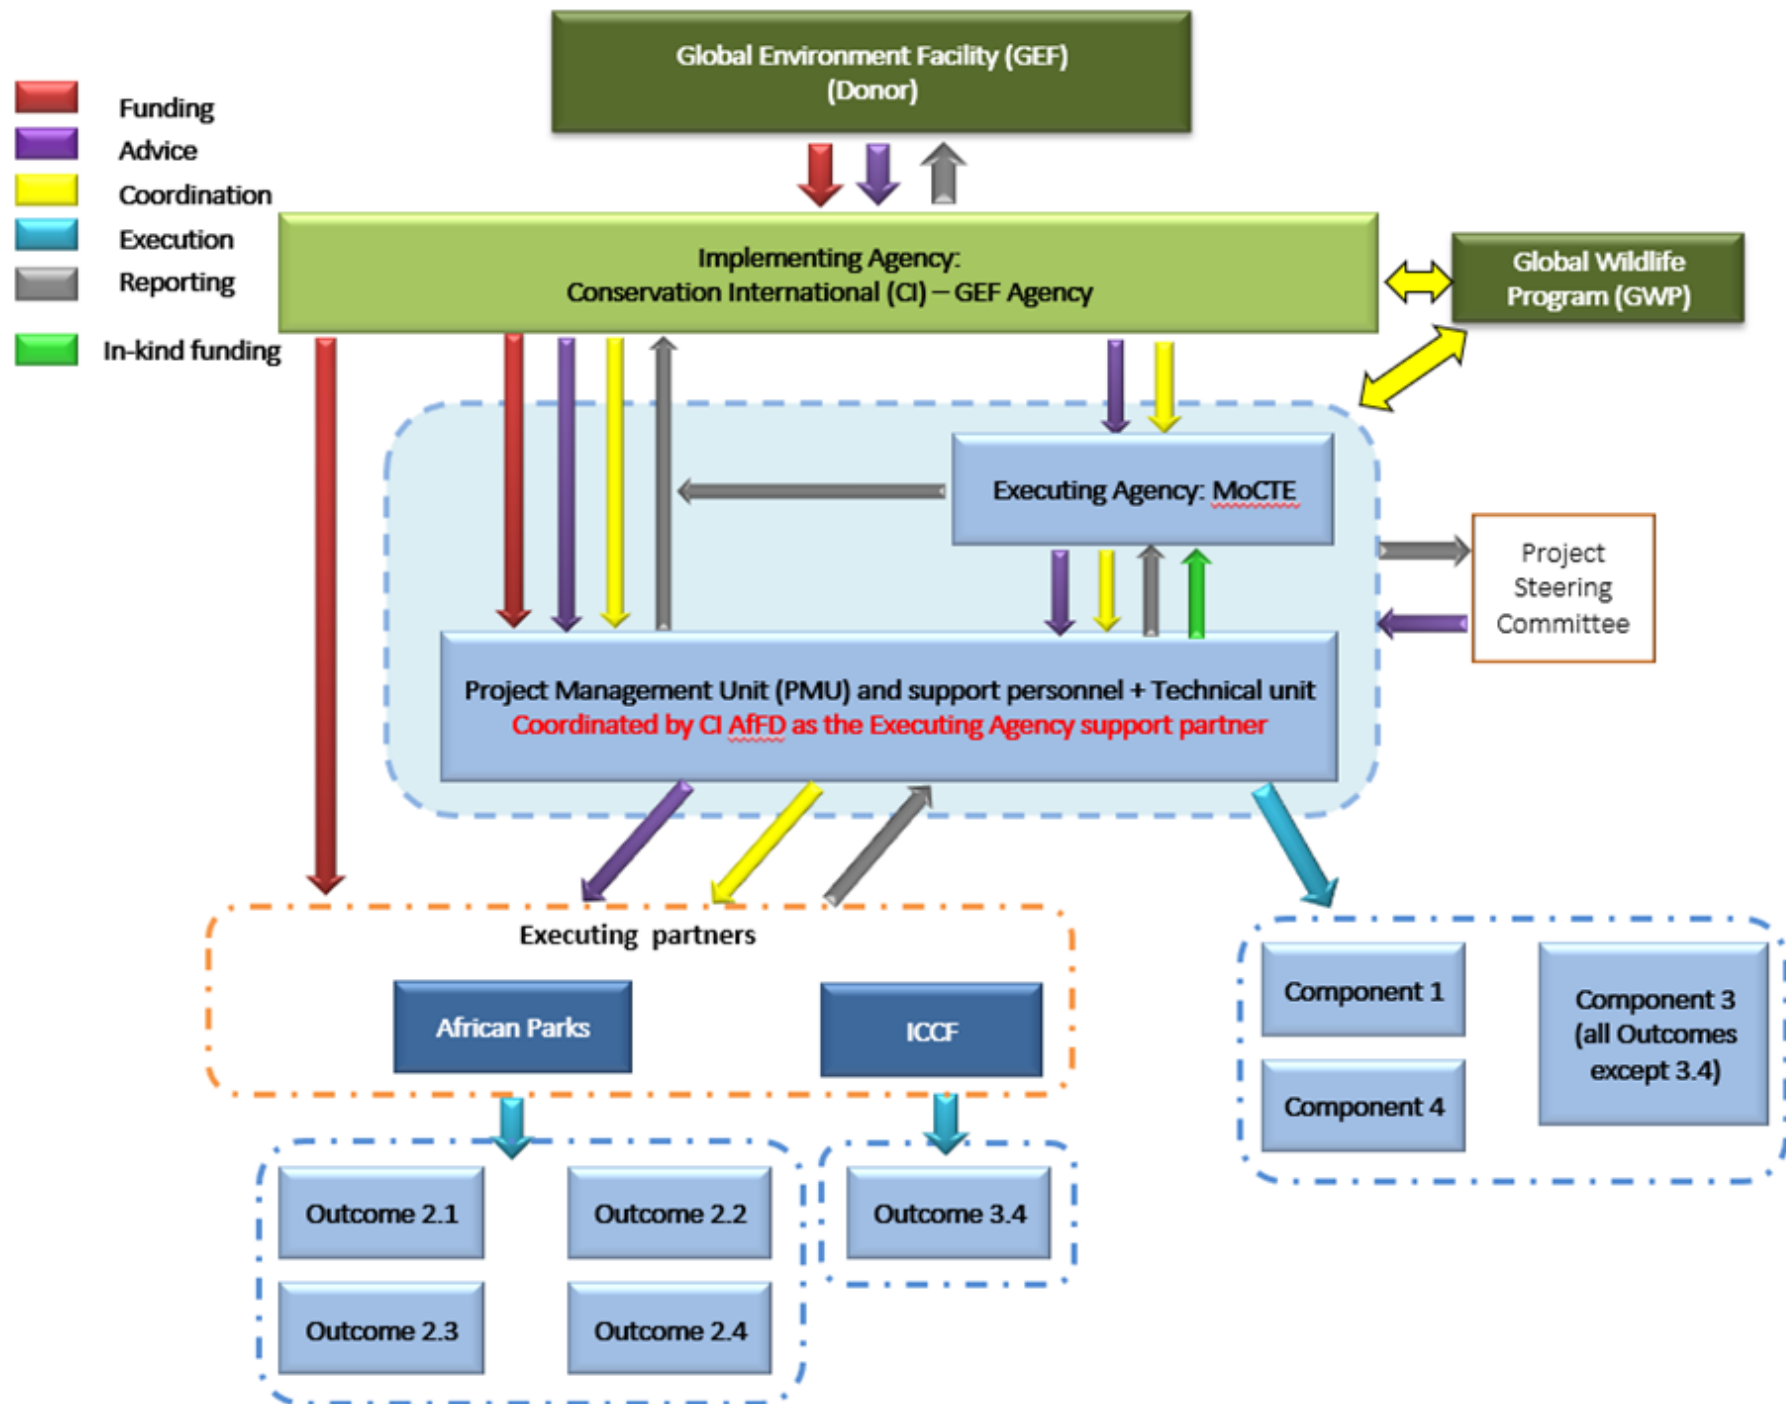 Global Environment Facility (GEF)
(Donor)
Funding
Advice
Coordination
Execution
Reporting
In-kind funding
Implementing Agency:
Conservation International (CI) – GEF Agency
Global Wildlife
Program (GWP)
Executing Agency: MoCTE
Project
Steering
Committee
Project Management Unit (PMU) and support personnel + Technical unit
Coordinated by CI AfFD as the Executing Agency support partner
Executing partners
African Parks
ICCF
Component 1
Component 3
(all Outcomes
except 3.4)
Component 4
Outcome 2.1
Outcome 2.2
Outcome 3.4
Outcome 2.3
Outcome 2.4